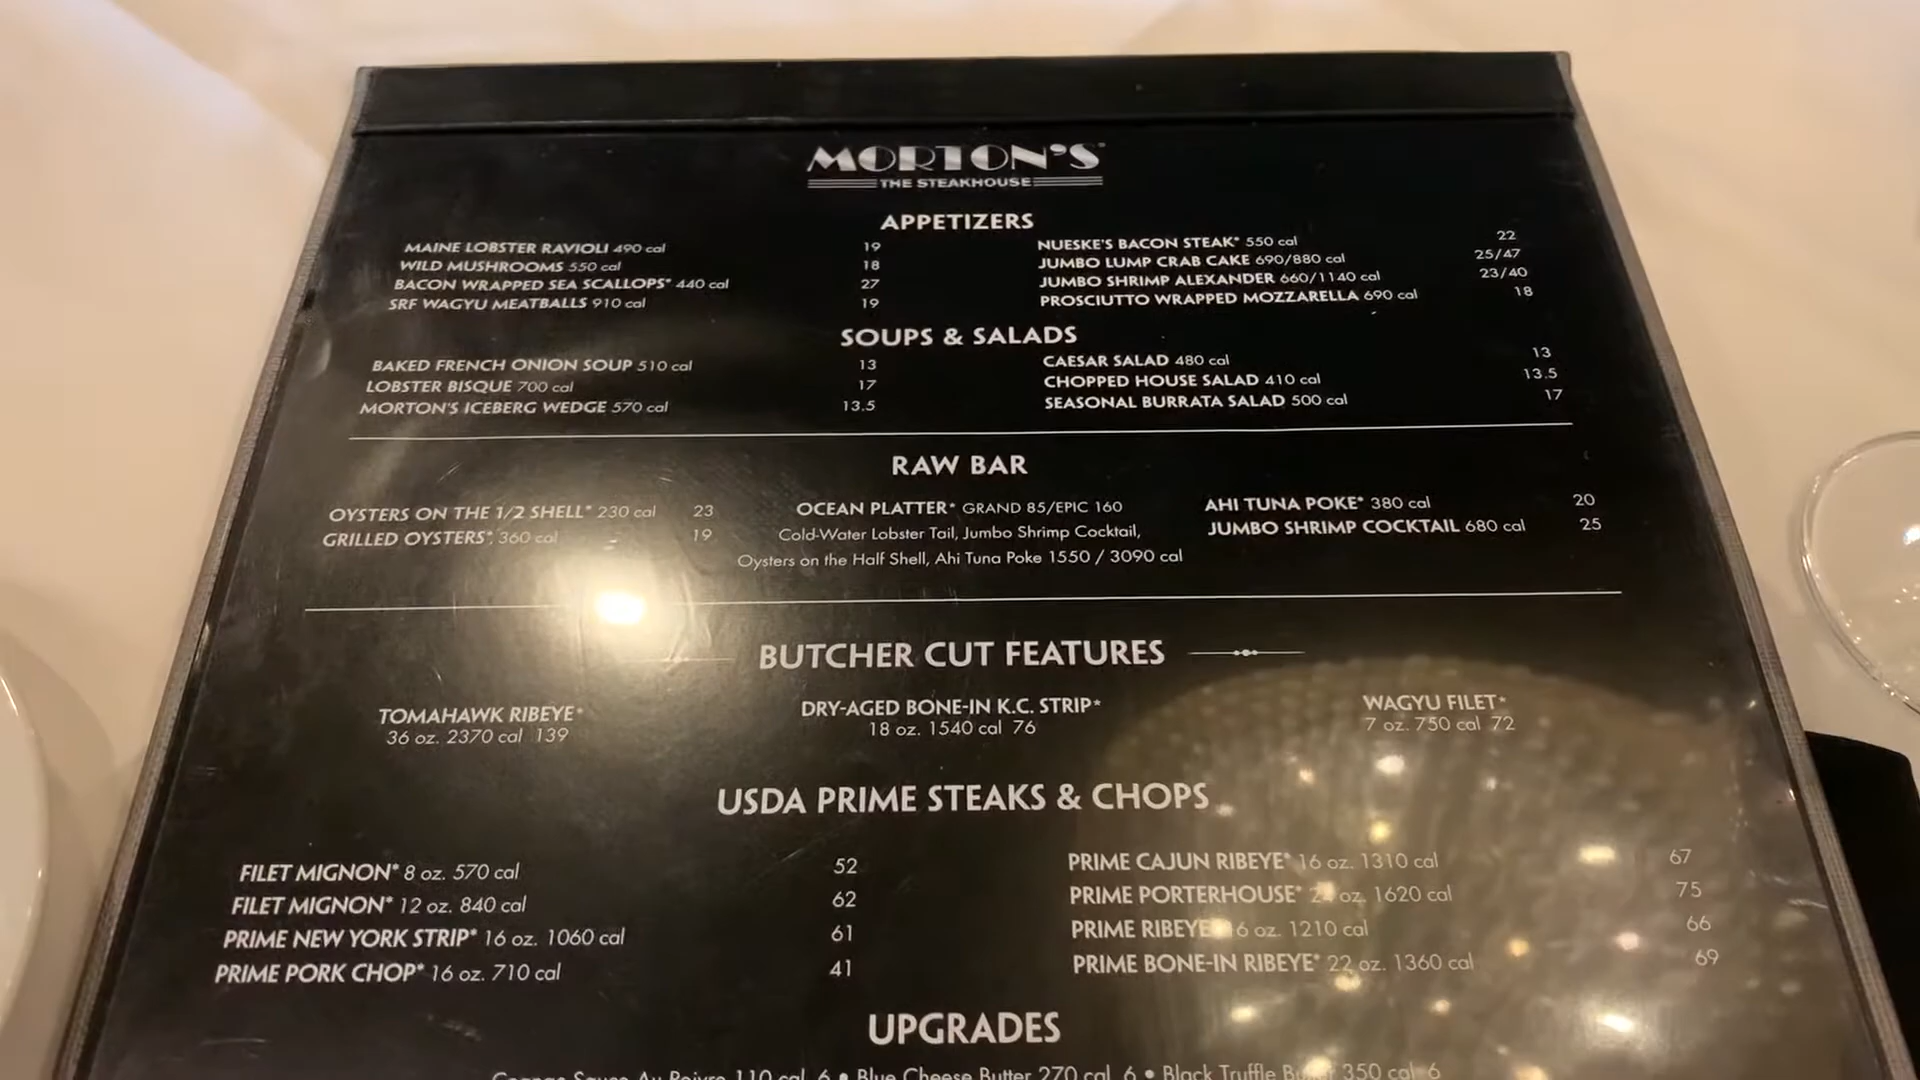 MORTON'S
THE STEAKHOUSE
APPETIZERS
MAINE LOBSTER RAVIOLI 490 cal 19
WILD MUSHROOMS 550 cal 18
BACON WRAPPED SEA SCALLOPS* 440 cal 27
SRF WAGYU MEATBALLS 910 cal 19
NUESKE'S BACON STEAK* 550 cal 22
JUMBO LUMP CRAB CAKE 690/880 cal 25/47
JUMBO SHRIMP ALEXANDER 660/1140 cal 23/40
PROSCIUTTO WRAPPED MOZZARELLA 690 cal 18
SOUPS & SALADS
BAKED FRENCH ONION SOUP 510 cal 13
LOBSTER BISQUE 700 cal 17
MORTON'S ICEBERG WEDGE 570 cal 13.5
CAESAR SALAD 480 cal 13
CHOPPED HOUSE SALAD 410 cal 13.5
SEASONAL BURRATA SALAD 500 cal 17
RAW BAR
OYSTERS ON THE 1/2 SHELL* 230 cal 23
GRILLED OYSTERS* 360 cal 19
OCEAN PLATTER* GRAND 85/EPIC 160
Cold-Water Lobster Tail, Jumbo Shrimp Cocktail,
Oysters on the Half Shell, Ahi Tuna Poke 1550 / 3090 cal
AHI TUNA POKE* 380 cal 20
JUMBO SHRIMP COCKTAIL 680 cal 25
BUTCHER CUT FEATURES
TOMAHAWK RIBEYE*
36 oz. 2370 cal 139
DRY-AGED BONE-IN K.C. STRIP*
18 oz. 1540 cal 76
WAGYU FILET*
7 oz. 750 cal 72
USDA PRIME STEAKS & CHOPS
FILET MIGNON* 8 oz. 570 cal 52
FILET MIGNON* 12 oz. 840 cal 62
PRIME NEW YORK STRIP* 16 oz. 1060 cal 61
PRIME PORK CHOP* 16 oz. 710 cal 41
PRIME CAJUN RIBEYE* 16 oz. 1310 cal 67
PRIME PORTERHOUSE* oz. 1620 cal 75
PRIME RIBEYE oz. 1210 cal 66
PRIME BONE-IN RIBEYE* 22 oz. 1360 cal 69
UPGRADES
Cognac Sauce Au Poivre 110 cal 6 • Blue Cheese Butter 270 cal 6 • Black Truffle Butter 350 cal 6